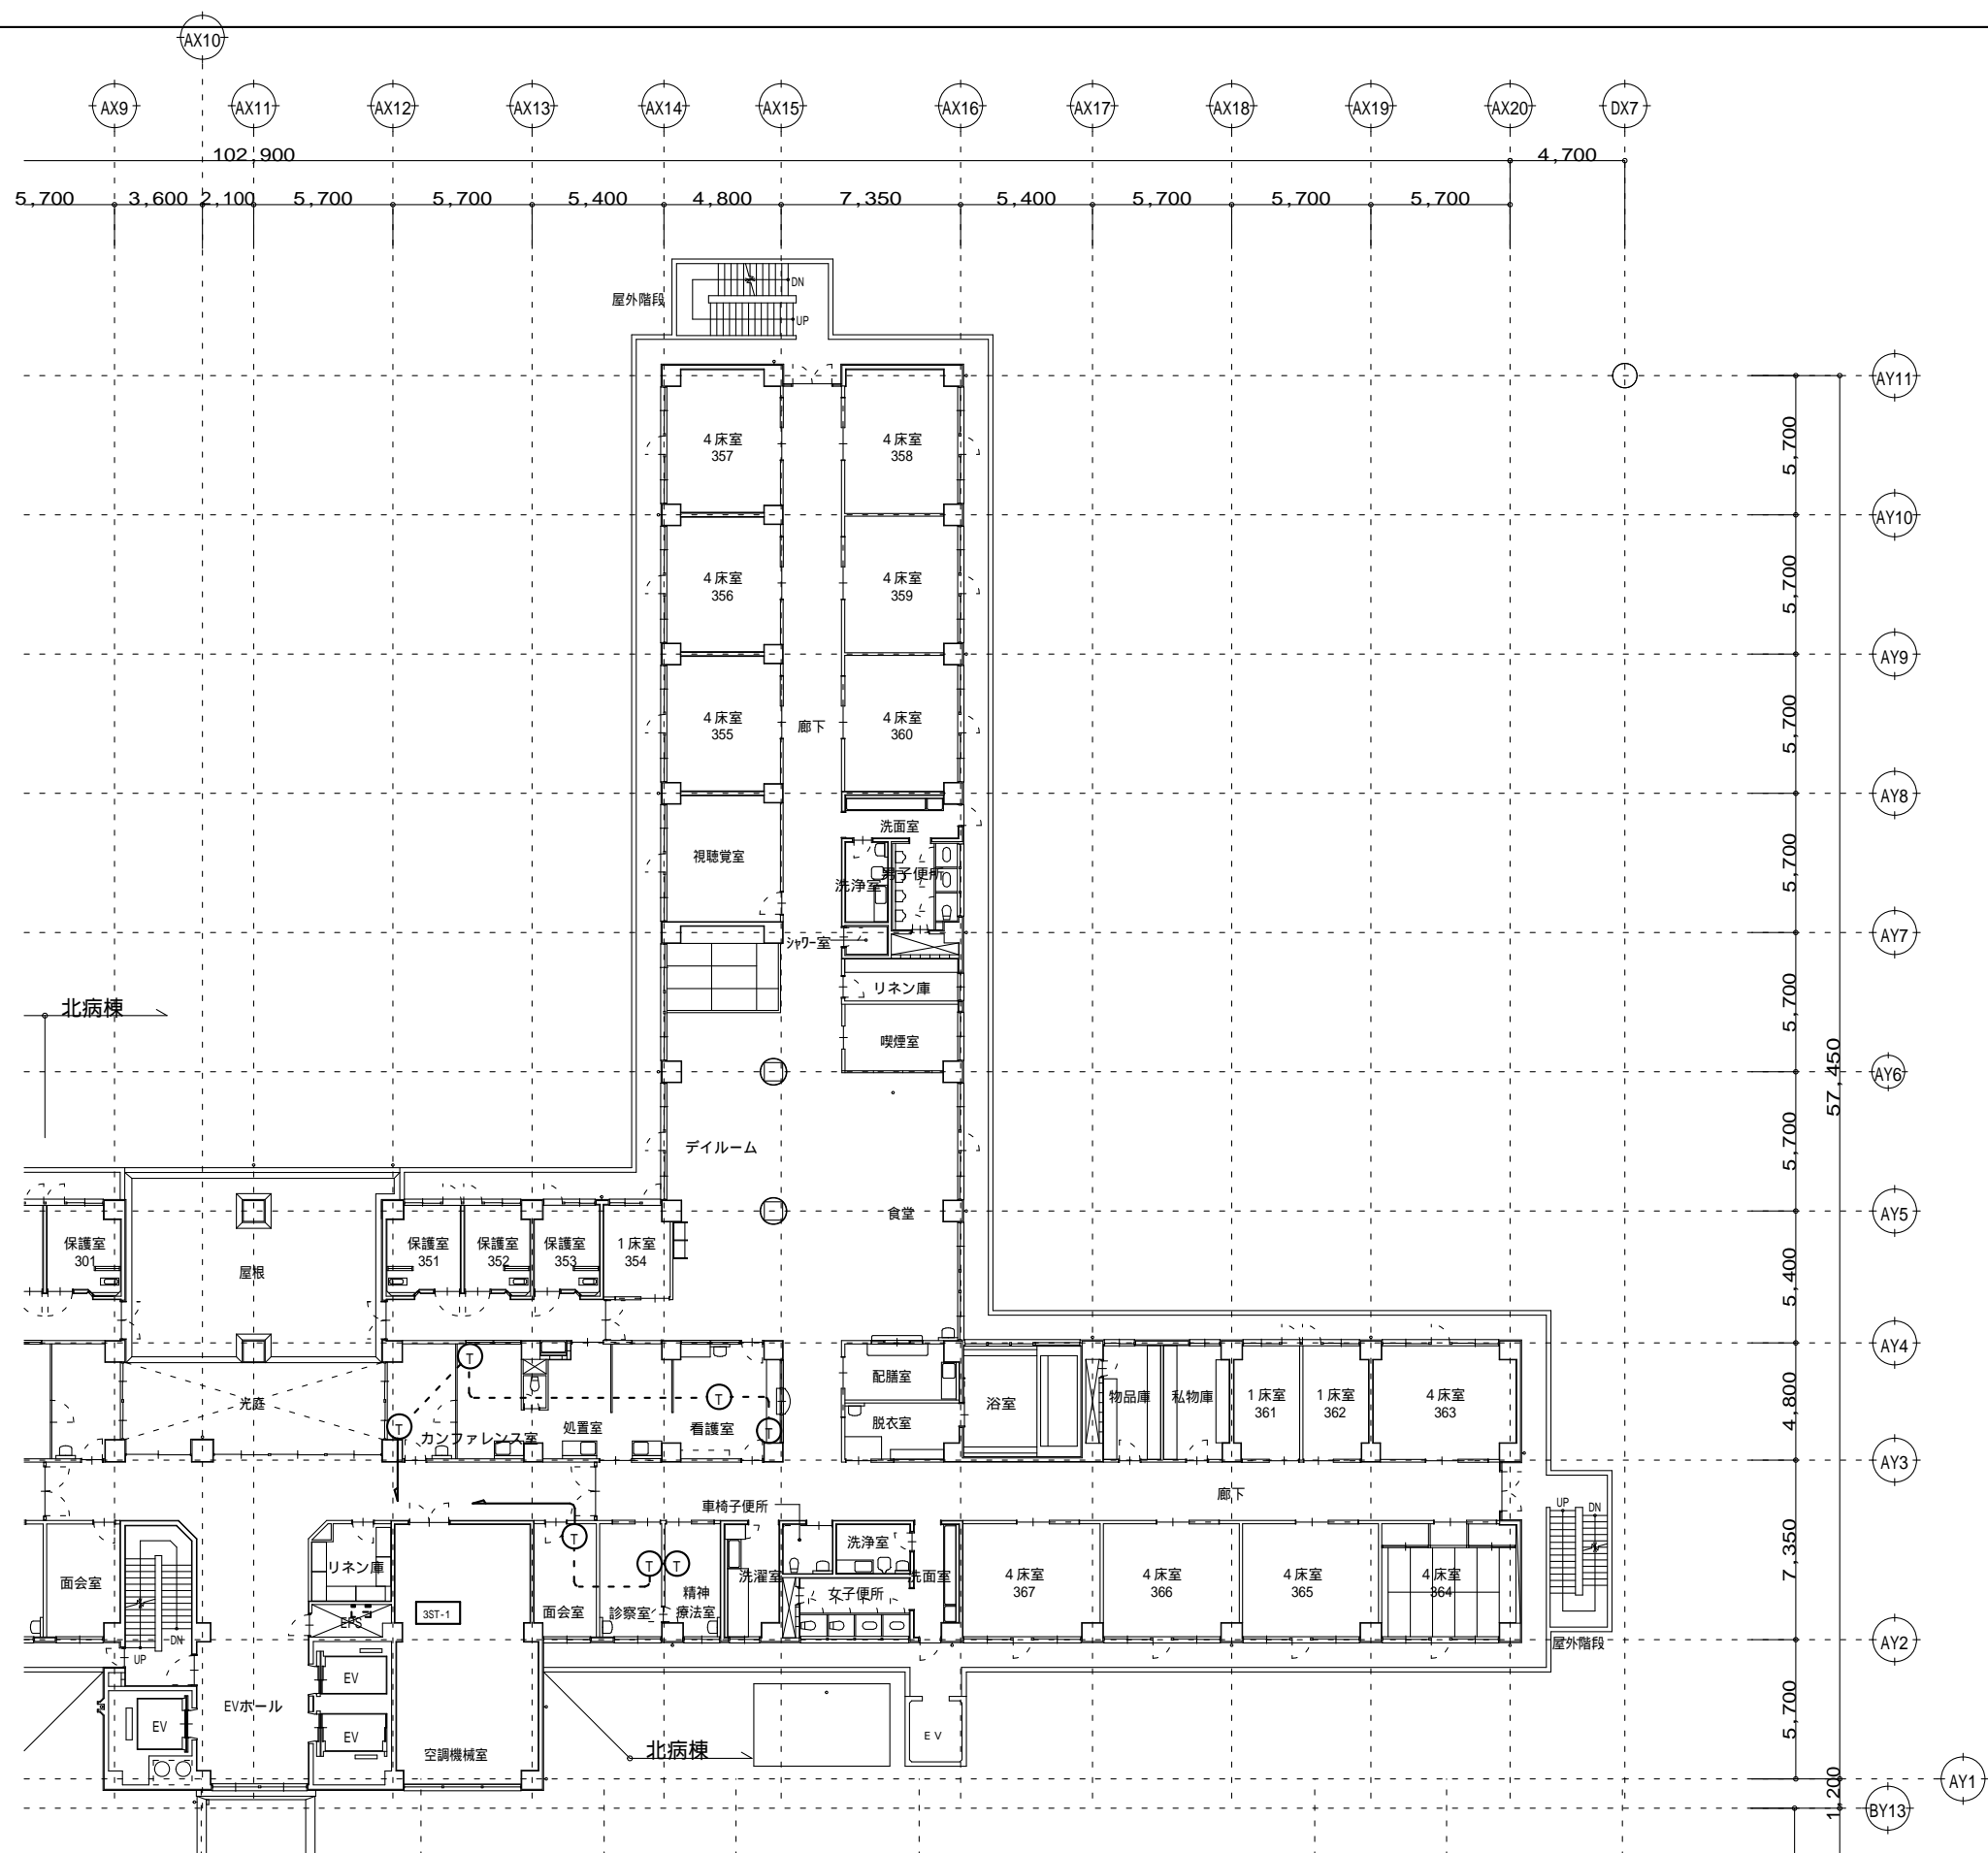 AX10
AX9
AX11
AX12
AX13
AX14
AX15
AX16
AX17
AX18
AX19
AX20
DX7
102,900
4,700
5,700
3,600
2,100
5,700
5,700
5,400
4,800
7,350
5,400
5,700
5,700
5,700
屋外階段
DN
UP
AY11
5,700
4床室
357
4床室
358
AY10
5,700
4床室
356
4床室
359
AY9
5,700
4床室
355
廊下
4床室
360
AY8
5,700
洗面室
視聴覚室
洗浄室
男子便所
AY7
シャワー室
5,700
リネン庫
北病棟
喫煙室
57,450
AY6
5,700
デイルーム
AY5
食堂
5,400
保護室
301
屋根
保護室
351
保護室
352
保護室
353
1床室
354
AY4
4,800
配膳室
浴室
物品庫
私物庫
1床室
361
1床室
362
4床室
363
光庭
T
T
T
T
カンファレンス室
処置室
看護室
脱衣室
AY3
廊下
車椅子便所
UP
DN
7,350
T
T
T
洗浄室
面会室
リネン庫
EPS
3ST-1
面会室
診察室
精神
療法室
洗濯室
女子便所
洗面室
4床室
367
4床室
366
4床室
365
4床室
364
屋外階段
AY2
DN
UP
5,700
EV
EV
EV
EVホール
空調機械室
北病棟
EV
AY1
1,200
BY13